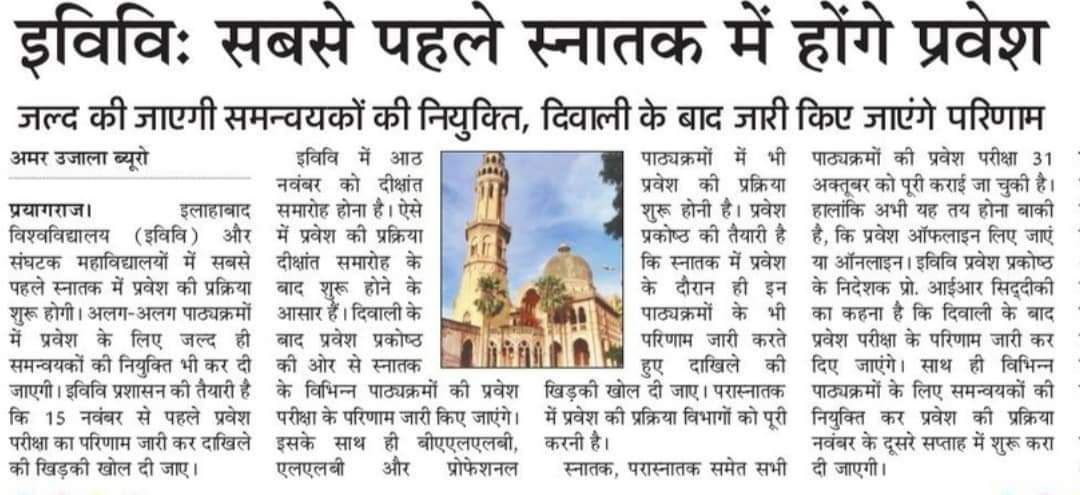 इविवि: सबसे पहले स्नातक में होंगे प्रवेश
जल्द की जाएगी समन्वयकों की नियुक्ति, दिवाली के बाद जारी किए जाएंगे परिणाम
अमर उजाला ब्यूरो
प्रयागराज। इलाहाबाद
विश्वविद्यालय (इविवि) और
संघटक महाविद्यालयों में सबसे
पहले स्नातक में प्रवेश की प्रक्रिया
शुरू होगी। अलग-अलग पाठ्यक्रमों
में प्रवेश के लिए जल्द ही
समन्वयकों की नियुक्ति भी कर दी
जाएगी। इविवि प्रशासन की तैयारी है
कि 15 नवंबर से पहले प्रवेश
परीक्षा का परिणाम जारी कर दाखिले
की खिड़की खोल दी जाए।
इविवि में आठ
नवंबर को दीक्षांत
समारोह होना है। ऐसे
में प्रवेश की प्रक्रिया
दीक्षांत समारोह के
बाद शुरू होने के
आसार हैं। दिवाली के
बाद प्रवेश प्रकोष्ठ
की ओर से स्नातक
के विभिन्न पाठ्यक्रमों की प्रवेश
परीक्षा के परिणाम जारी किए जाएंगे।
इसके साथ ही बीएएलएलबी,
एलएलबी और प्रोफेशनल
पाठ्यक्रमों में भी
प्रवेश की प्रक्रिया
शुरू होनी है। प्रवेश
प्रकोष्ठ की तैयारी है
कि स्नातक में प्रवेश
के दौरान ही इन
पाठ्यक्रमों के भी
परिणाम जारी करते
हुए दाखिले की
खिड़की खोल दी जाए। परास्नातक
में प्रवेश की प्रक्रिया विभागों को पूरी
करनी है।
स्नातक, परास्नातक समेत सभी
पाठ्यक्रमों की प्रवेश परीक्षा 31
अक्तूबर को पूरी कराई जा चुकी है।
हालांकि अभी यह तय होना बाकी
है, कि प्रवेश ऑफलाइन लिए जाएं
या ऑनलाइन। इविवि प्रवेश प्रकोष्ठ
के निदेशक प्रो. आईआर सिद्दीकी
का कहना है कि दिवाली के बाद
प्रवेश परीक्षा के परिणाम जारी कर
दिए जाएंगे। साथ ही विभिन्न
पाठ्यक्रमों के लिए समन्वयकों की
नियुक्ति कर प्रवेश की प्रक्रिया
नवंबर के दूसरे सप्ताह में शुरू करा
दी जाएगी।